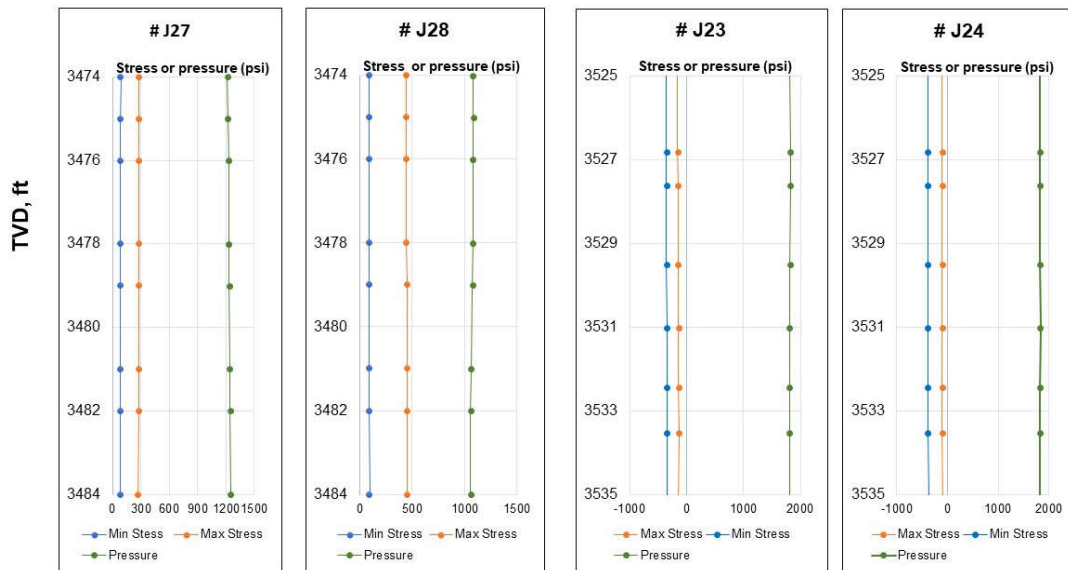 # J27
Stress or pressure (psi)
TVD, ft
3474
3476
3478
3480
3482
3484
0 300 600 900 1200 1500
Min Stess Max Stress
Pressure
# J28
Stress or pressure (psi)
3474
3476
3478
3480
3482
3484
0 500 1000 1500
Min Stess Max Stress
Pressure
# J23
Stress or pressure (psi)
3525
3527
3529
3531
3533
3535
-1000 0 1000 2000
Max Stress Min Stress
Pressure
# J24
Stress or pressure (psi)
3525
3527
3529
3531
3533
3535
-1000 0 1000 2000
Max Stress Min Stress
Pressure